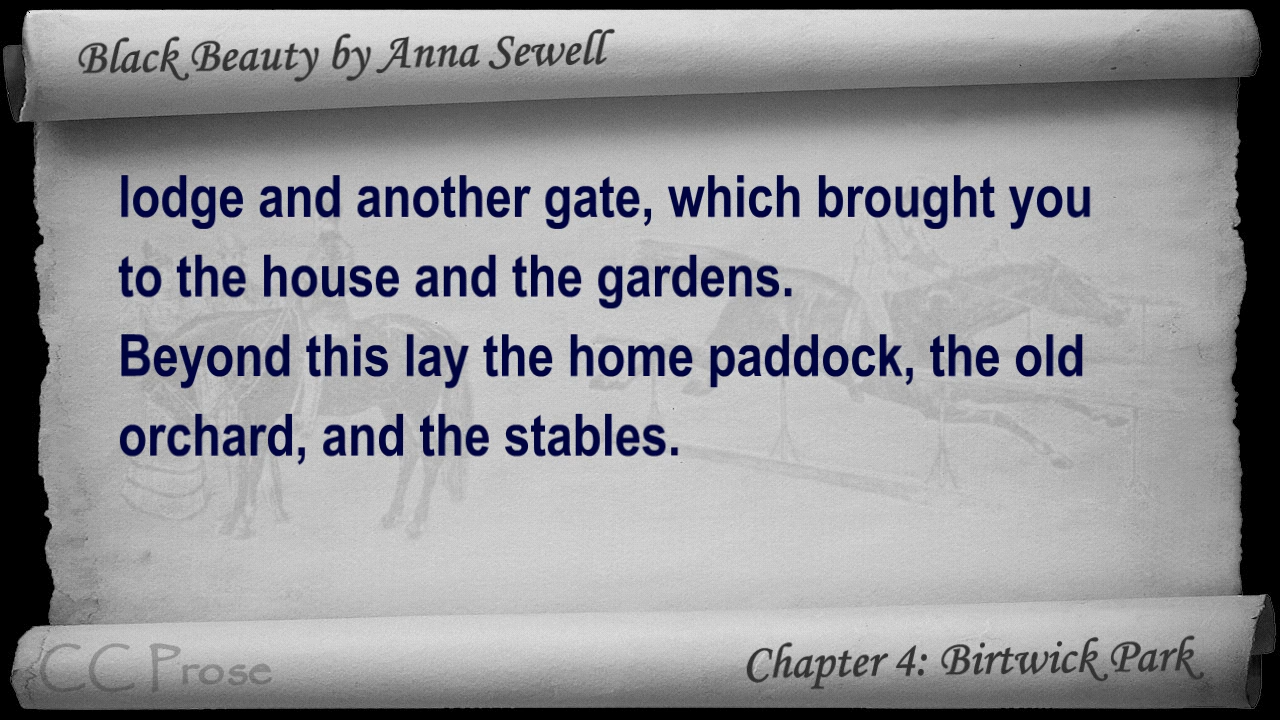 Black Beauty by Anna Sewell
lodge and another gate, which brought you
to the house and the gardens.
Beyond this lay the home paddock, the old
orchard, and the stables.
CC Prose
Chapter 4: Birtwick Park